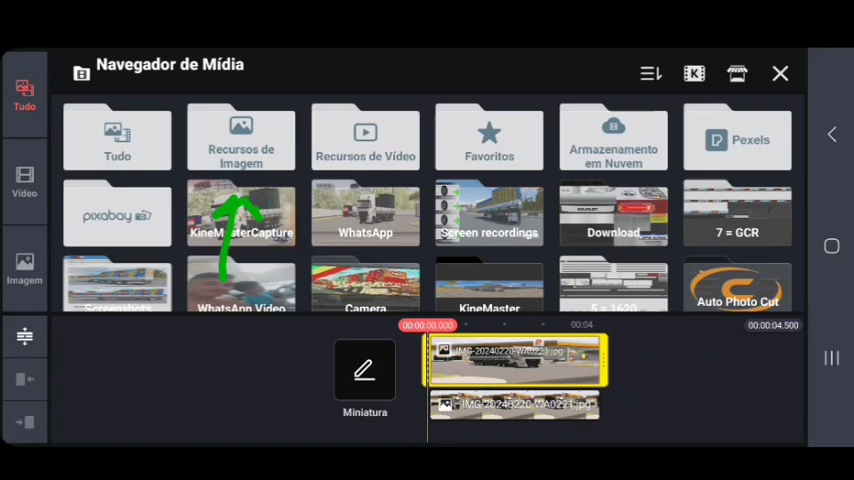 Navegador de Mídia
Tudo
Vídeo
Imagem
Tudo
Recursos de
Imagem
Recursos de Vídeo
Favoritos
Armazenamento
em Nuvem
Pexels
pixabay
KineMasterCapture
WhatsApp
Screen recordings
Download
7 = GCR
Screenshots
WhatsApp Video
Camera
KineMaster
5 = 1620
Auto Photo Cut
00:00:00.000
00:04
00:00:04.500
IMG-20240220-WA0221.jpg
IMG-20240220-WA0221.jpg
Miniatura